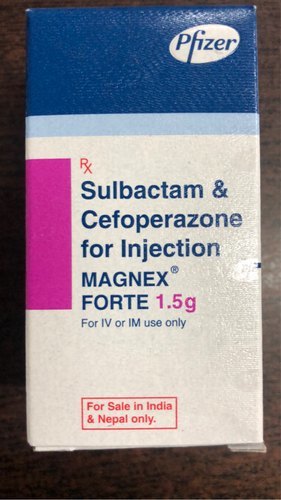 Pfizer
Rx
Sulbactam &
Cefoperazone
for Injection
MAGNEX®
FORTE 1.5g
For IV or IM use only
For Sale in India
& Nepal only.